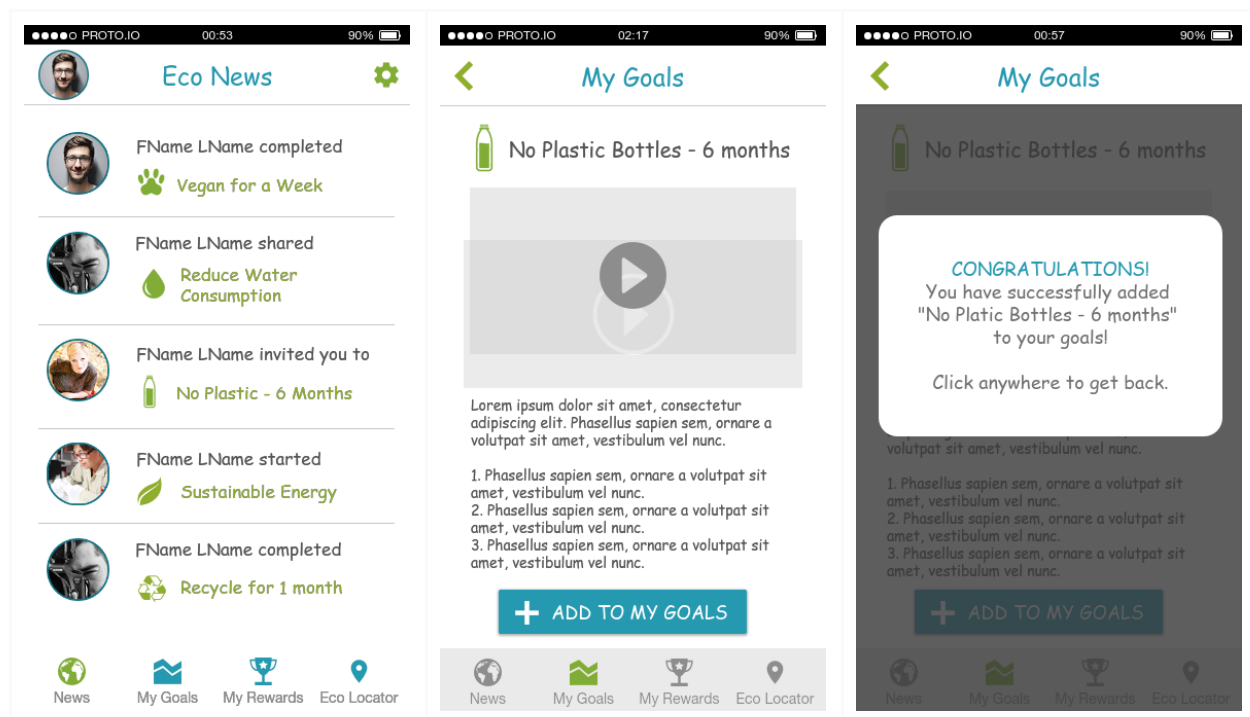 PROTO.IO 00:53 90%
Eco News
FName LName completed
Vegan for a Week
FName LName shared
Reduce Water
Consumption
FName LName invited you to
No Plastic - 6 Months
FName LName started
Sustainable Energy
FName LName completed
Recycle for 1 month
News My Goals My Rewards Eco Locator
PROTO.IO 02:17 90%
My Goals
No Plastic Bottles - 6 months
Lorem ipsum dolor sit amet, consectetur
adipiscing elit. Phasellus sapien sem, ornare a
volutpat sit amet, vestibulum vel nunc.
1. Phasellus sapien sem, ornare a volutpat sit
amet, vestibulum vel nunc.
2. Phasellus sapien sem, ornare a volutpat sit
amet, vestibulum vel nunc.
3. Phasellus sapien sem, ornare a volutpat sit
amet, vestibulum vel nunc.
ADD TO MY GOALS
News My Goals My Rewards Eco Locator
PROTO.IO 00:57 90%
My Goals
No Plastic Bottles - 6 months
CONGRATULATIONS!
You have successfully added
"No Platic Bottles - 6 months"
to your goals!
Click anywhere to get back.
volutpat sit amet, vestibulum vel nunc.
1. Phasellus sapien sem, ornare a volutpat sit
amet, vestibulum vel nunc.
2. Phasellus sapien sem, ornare a volutpat sit
amet, vestibulum vel nunc.
3. Phasellus sapien sem, ornare a volutpat sit
amet, vestibulum vel nunc.
ADD TO MY GOALS
News My Goals My Rewards Eco Locator